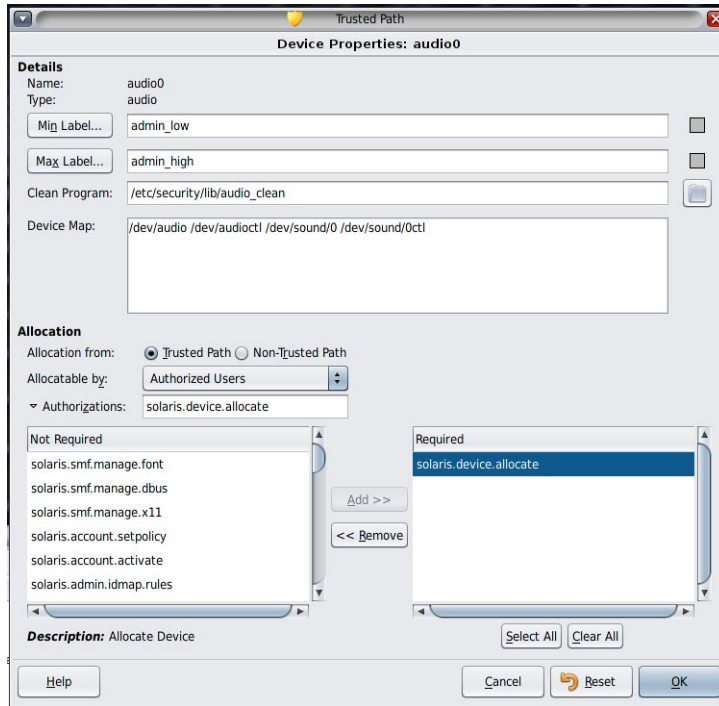 Trusted Path
Device Properties: audio0
Details
Name: audio0
Type: audio
Min Label... admin_low
Max Label... admin_high
Clean Program: /etc/security/lib/audio_clean
Device Map: /dev/audio /dev/audioctl /dev/sound/0 /dev/sound/0ctl
Allocation
Allocation from: Trusted Path Non-Trusted Path
Allocatable by: Authorized Users
Authorizations: solaris.device.allocate
Not Required
solaris.smf.manage.font
solaris.smf.manage.dbus
solaris.smf.manage.x11
solaris.account.setpolicy
solaris.account.activate
solaris.admin.idmap.rules
Add >>
<< Remove
Required
solaris.device.allocate
Description: Allocate Device
Select All Clear All
Help Cancel Reset OK